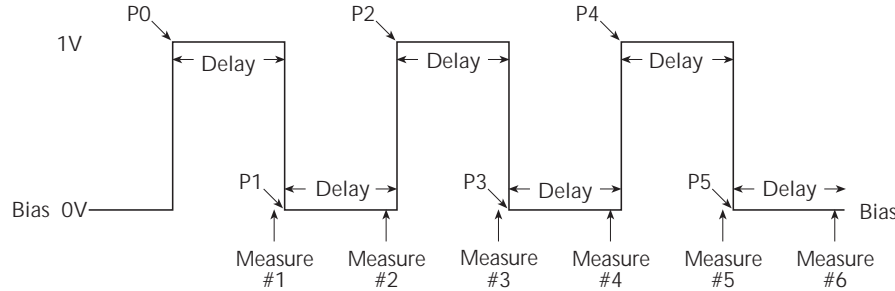 P0
P2
P4
1V
Delay
Delay
Delay
P1
Delay
P3
Delay
P5
Delay
Bias 0V
Bias
Measure #1
Measure #2
Measure #3
Measure #4
Measure #5
Measure #6